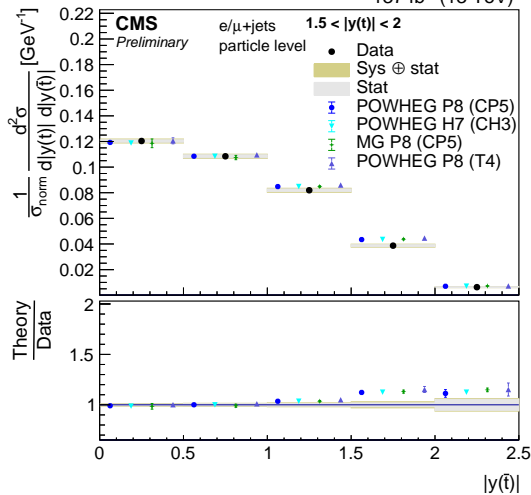 CMS
Preliminary
e/μ+jets
particle level
1.5 < |y(t)| < 2
Data
Sys ⊕ stat
Stat
POWHEG P8 (CP5)
POWHEG H7 (CH3)
MG P8 (CP5)
POWHEG P8 (T4)
1/σnorm d²σ/d|y(t)| d|y(t̄)| [GeV⁻¹]
0.2
0.18
0.16
0.14
0.12
0.1
0.08
0.06
0.04
0.02
Theory
Data
2
1.5
1
0
0.5
1
1.5
2
2.5
|y(t̄)|